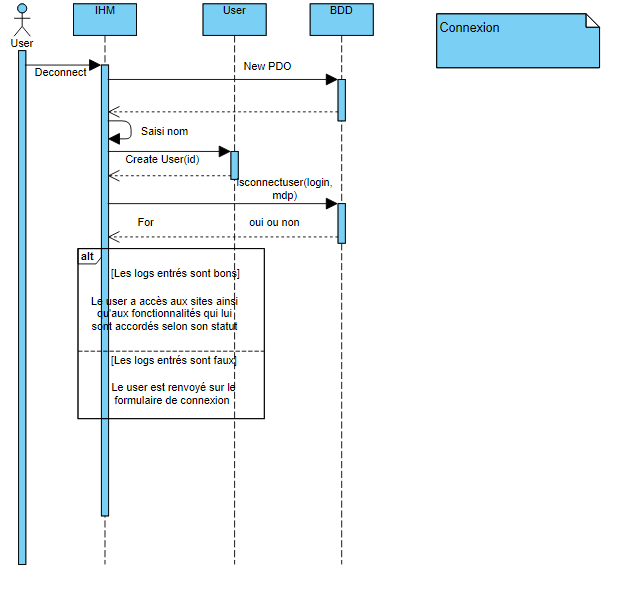 IHM
User
BDD
Connexion
User
Deconnect
New PDO
Saisi nom
Create User(id)
Isconnectuser(login,
mdp)
For
oui ou non
alt
[Les logs entrés sont bons]
Le user a accès aux sites ainsi
qu'aux fonctionnalités qui lui
sont accordés selon son statut
[Les logs entrés sont faux]
Le user est renvoyé sur le
formulaire de connexion